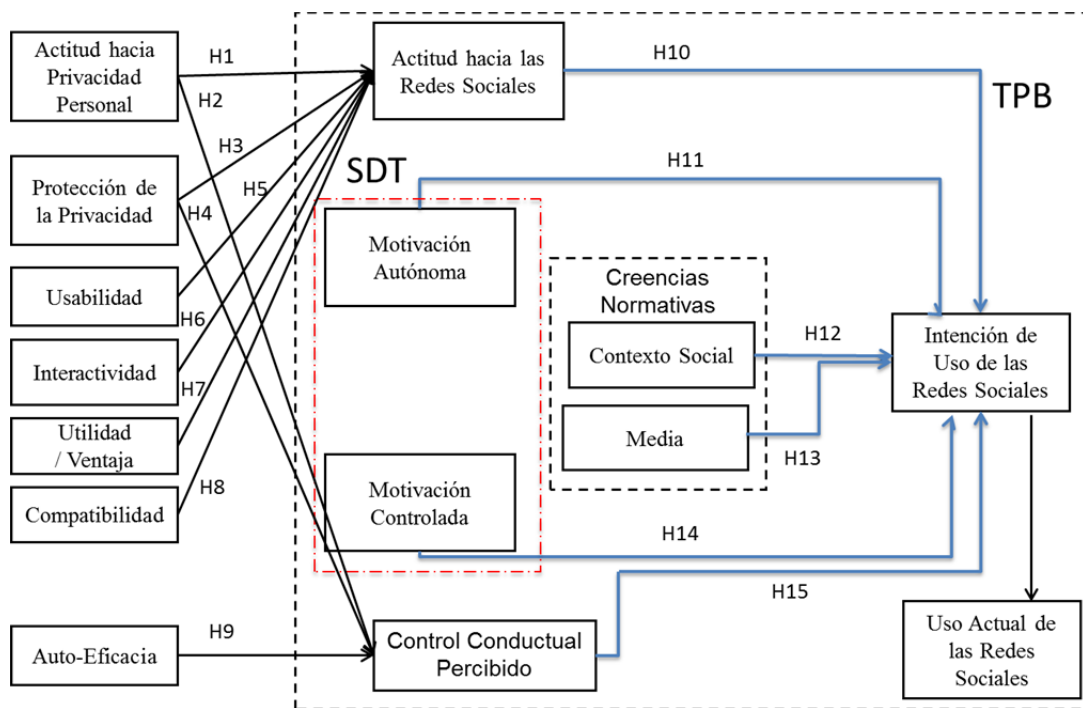 Actitud hacia
Privacidad
Personal
H1
H2
Actitud hacia las
Redes Sociales
H10
TPB
Protección de
la Privacidad
H3
H4
H5
SDT
H11
Motivación
Autónoma
Creencias
Normativas
Usabilidad
H6
Contexto Social
H12
Intención de
Uso de las
Redes Sociales
Interactividad
H7
Utilidad
/ Ventaja
Media
H13
Compatibilidad
H8
Motivación
Controlada
H14
H15
Auto-Eficacia
H9
Control Conductual
Percibido
Uso Actual de
las Redes
Sociales